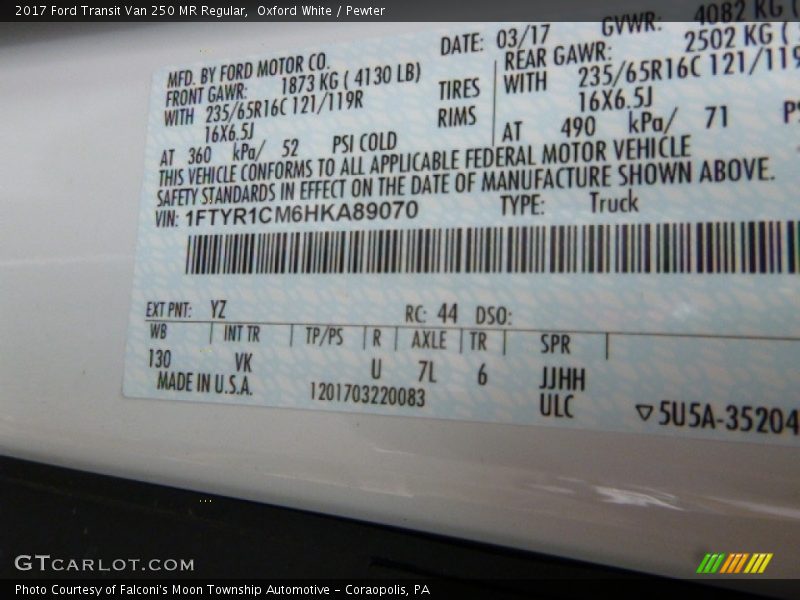 2017 Ford Transit Van 250 MR Regular,  Oxford White / Pewter
MFD. BY FORD MOTOR CO. DATE: 03/17 GVWR: 4082 KG (
FRONT GAWR: 1873 KG ( 4130 LB) REAR GAWR: 2502 KG (
WITH 235/65R16C 121/119R TIRES WITH 235/65R16C 121/119
16X6.5J RIMS 16X6.5J
AT 360 kPa/ 52 PSI COLD AT 490 kPa/ 71 PS
THIS VEHICLE CONFORMS TO ALL APPLICABLE FEDERAL MOTOR VEHICLE
SAFETY STANDARDS IN EFFECT ON THE DATE OF MANUFACTURE SHOWN ABOVE.
VIN: 1FTYR1CM6HKA89070 TYPE: Truck
EXT PNT: YZ RC: 44 DSO:
WB INT TR TP/PS R AXLE TR SPR
130 VK U 7L 6 JJHH
MADE IN U.S.A. 1201703220083 ULC ▽5U5A-35204
GTCARLOT.COM
Photo Courtesy of Falconi's Moon Township Automotive – Coraopolis, PA